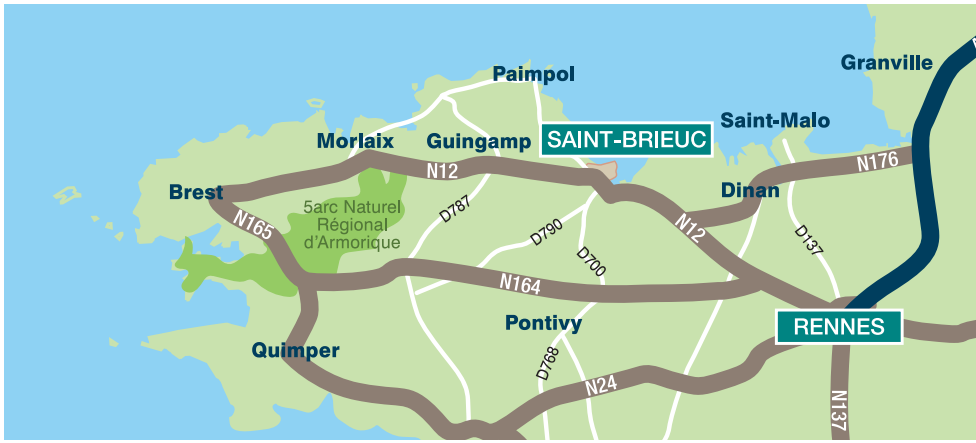 Granville
Paimpol
Saint-Malo
Morlaix
Guingamp
SAINT-BRIEUC
N176
N12
Brest
Dinan
5arc Naturel
Régional
d'Armorique
D787
N165
D790
N12
D137
D700
N164
Pontivy
RENNES
Quimper
D768
N24
N137